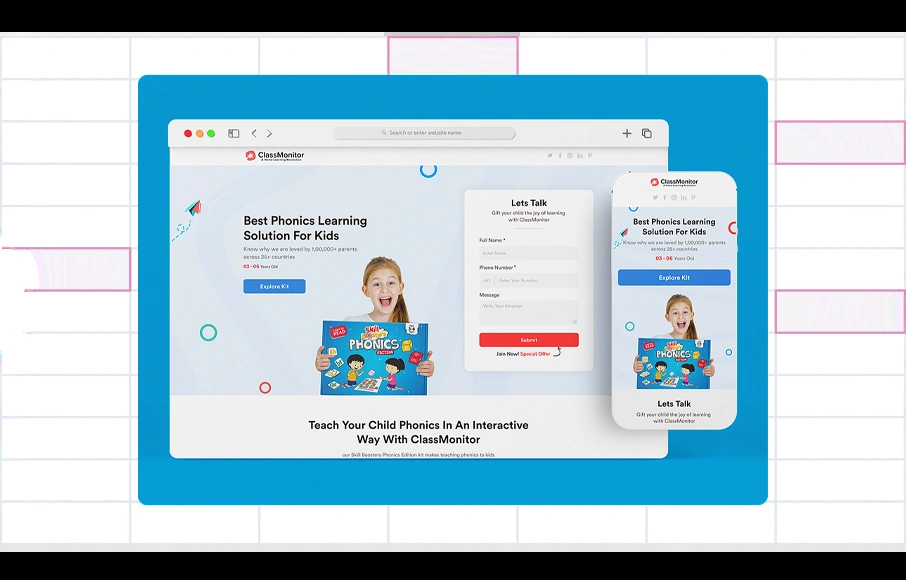 Search or enter website name
ClassMonitor
A Home Learning Revolution
Best Phonics Learning
Solution For Kids
Know why we are loved by 1,00,000+ parents
across 25+ countries
03 - 06 Years Old
Explore Kit
Skill
Boosters
PHONICS
EDITION
Lets Talk
Gift your child the joy of learning
with ClassMonitor
Full Name *
Enter Name
Phone Number *
+91 Enter Your Number
Message
Write Your Message
Submit
Join Now! Special Offer
Teach Your Child Phonics In An Interactive
Way With ClassMonitor
our Skill Boosters Phonics Edition kit makes teaching phonics to kids
ClassMonitor
Best Phonics Learning
Solution For Kids
Know why we are loved by 1,00,000+ parents
across 25+ countries
03 - 06 Years Old
Explore Kit
PHONICS
Lets Talk
Gift your child the joy of learning
with ClassMonitor